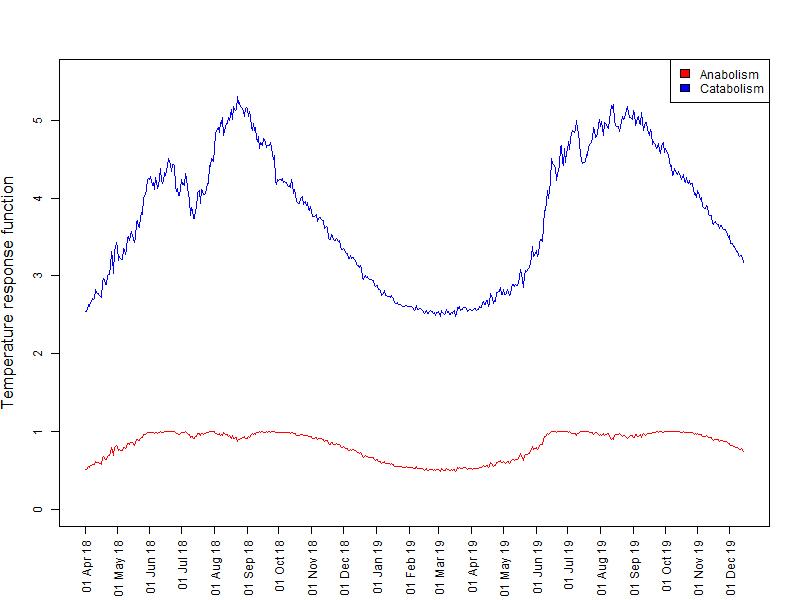 Anabolism
Catabolism
Temperature response function
5
4
3
2
1
0
01 Apr 18
01 May 18
01 Jun 18
01 Jul 18
01 Aug 18
01 Sep 18
01 Oct 18
01 Nov 18
01 Dec 18
01 Jan 19
01 Feb 19
01 Mar 19
01 Apr 19
01 May 19
01 Jun 19
01 Jul 19
01 Aug 19
01 Sep 19
01 Oct 19
01 Nov 19
01 Dec 19